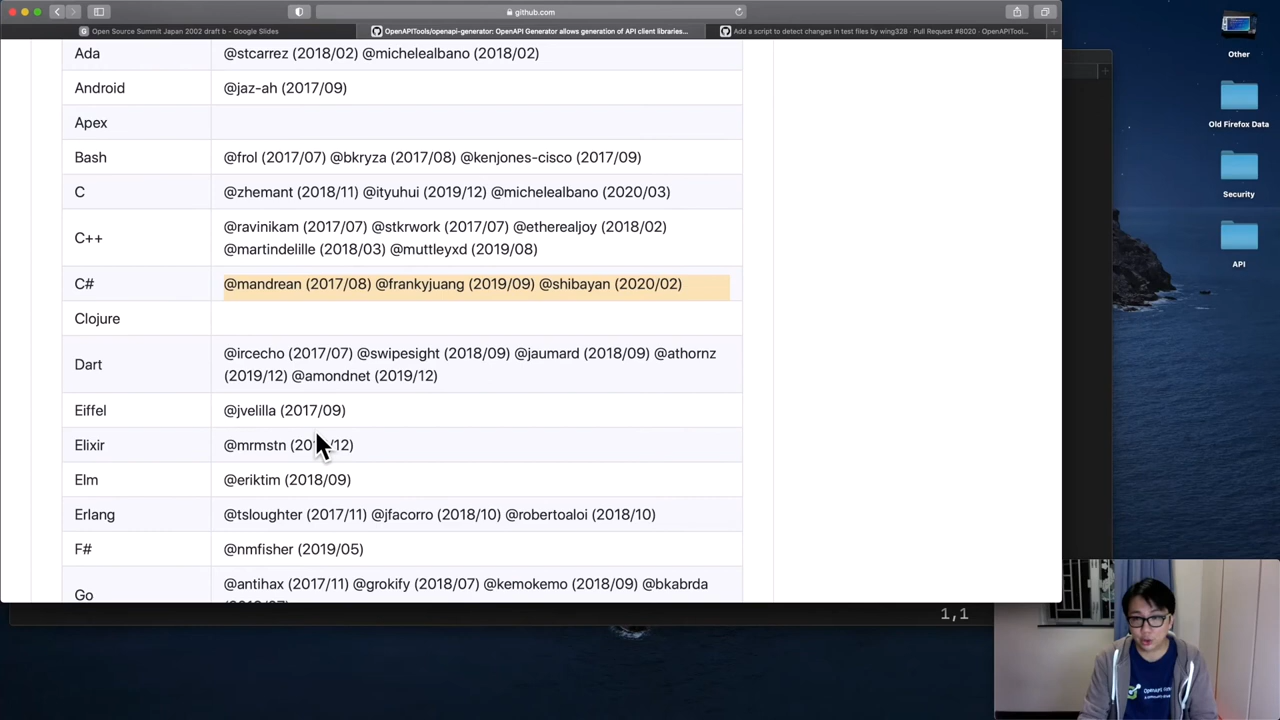 github.com
Open Source Summit Japan 2002 draft b - Google Slides
OpenAPITools/openapi-generator: OpenAPI Generator allows generation of API client libraries...
Add a script to detect changes in test files by wing328 · Pull Request #8020 · OpenAPITool...
Ada
@stcarrez (2018/02) @michelealbano (2018/02)
Android
@jaz-ah (2017/09)
Apex
Bash
@frol (2017/07) @bkryza (2017/08) @kenjones-cisco (2017/09)
C
@zhemant (2018/11) @ityuhui (2019/12) @michelealbano (2020/03)
C++
@ravinikam (2017/07) @stkrwork (2017/07) @etherealjoy (2018/02)
@martindelille (2018/03) @muttleyxd (2019/08)
C#
@mandrean (2017/08) @frankyjuang (2019/09) @shibayan (2020/02)
Clojure
Dart
@ircecho (2017/07) @swipesight (2018/09) @jaumard (2018/09) @athornz
(2019/12) @amondnet (2019/12)
Eiffel
@jvelilla (2017/09)
Elixir
@mrmstn
Elm
@eriktim (2018/09)
Erlang
@tsloughter (2017/11) @jfacorro (2018/10) @robertoaloi (2018/10)
F#
@nmfisher (2019/05)
Go
@antihax (2017/11) @grokify (2018/07) @kemokemo (2018/09) @bkabrda
1,1
Other
Old Firefox Data
Security
API